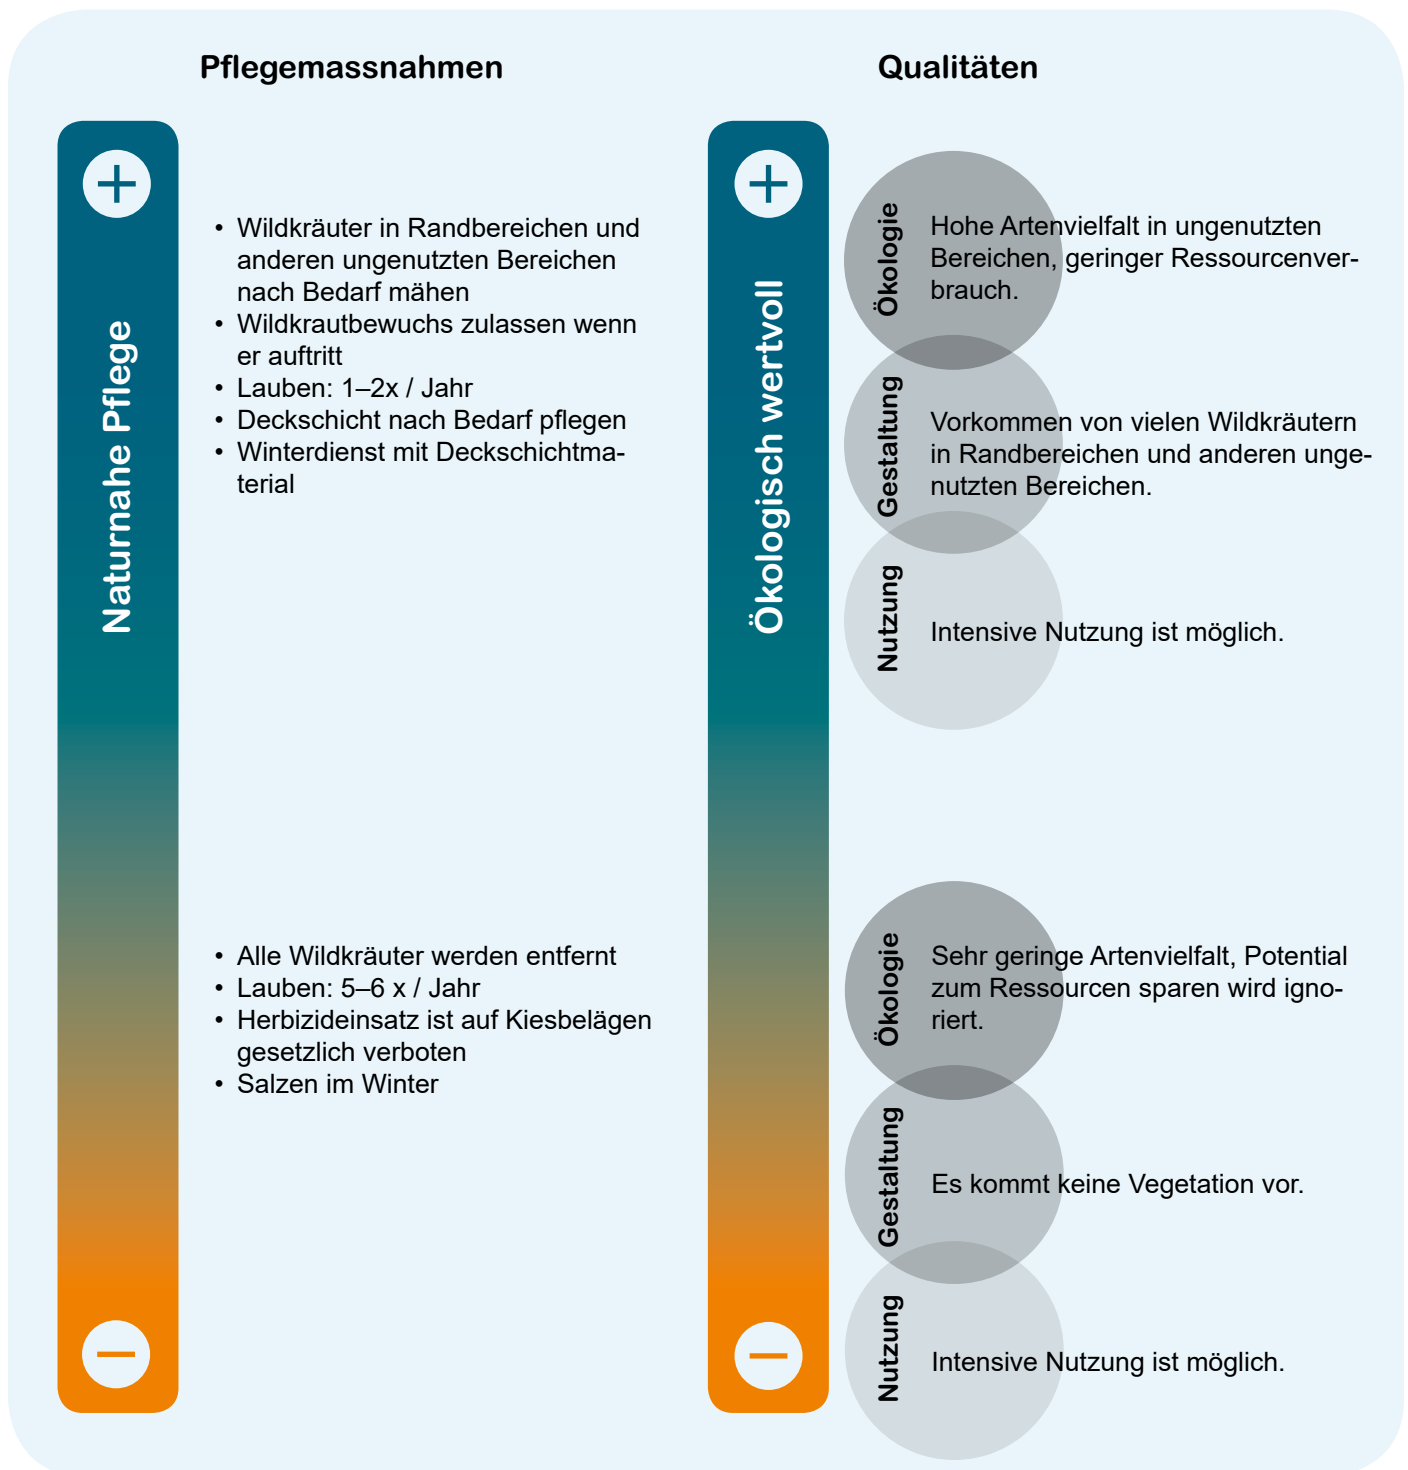 Pflegemassnahmen
Naturnahe Pflege
• Wildkräuter in Randbereichen und
anderen ungenutzten Bereichen
nach Bedarf mähen
• Wildkrautbewuchs zulassen wenn
er auftritt
• Lauben: 1–2x / Jahr
• Deckschicht nach Bedarf pflegen
• Winterdienst mit Deckschichtma-
terial
• Alle Wildkräuter werden entfernt
• Lauben: 5–6 x / Jahr
• Herbizideinsatz ist auf Kiesbelägen
gesetzlich verboten
• Salzen im Winter
Qualitäten
Ökologisch wertvoll
Ökologie
Hohe Artenvielfalt in ungenutzten
Bereichen, geringer Ressourcenver-
brauch.
Gestaltung
Vorkommen von vielen Wildkräutern
in Randbereichen und anderen unge-
nutzten Bereichen.
Nutzung
Intensive Nutzung ist möglich.
Ökologie
Sehr geringe Artenvielfalt, Potential
zum Ressourcen sparen wird igno-
riert.
Gestaltung
Es kommt keine Vegetation vor.
Nutzung
Intensive Nutzung ist möglich.